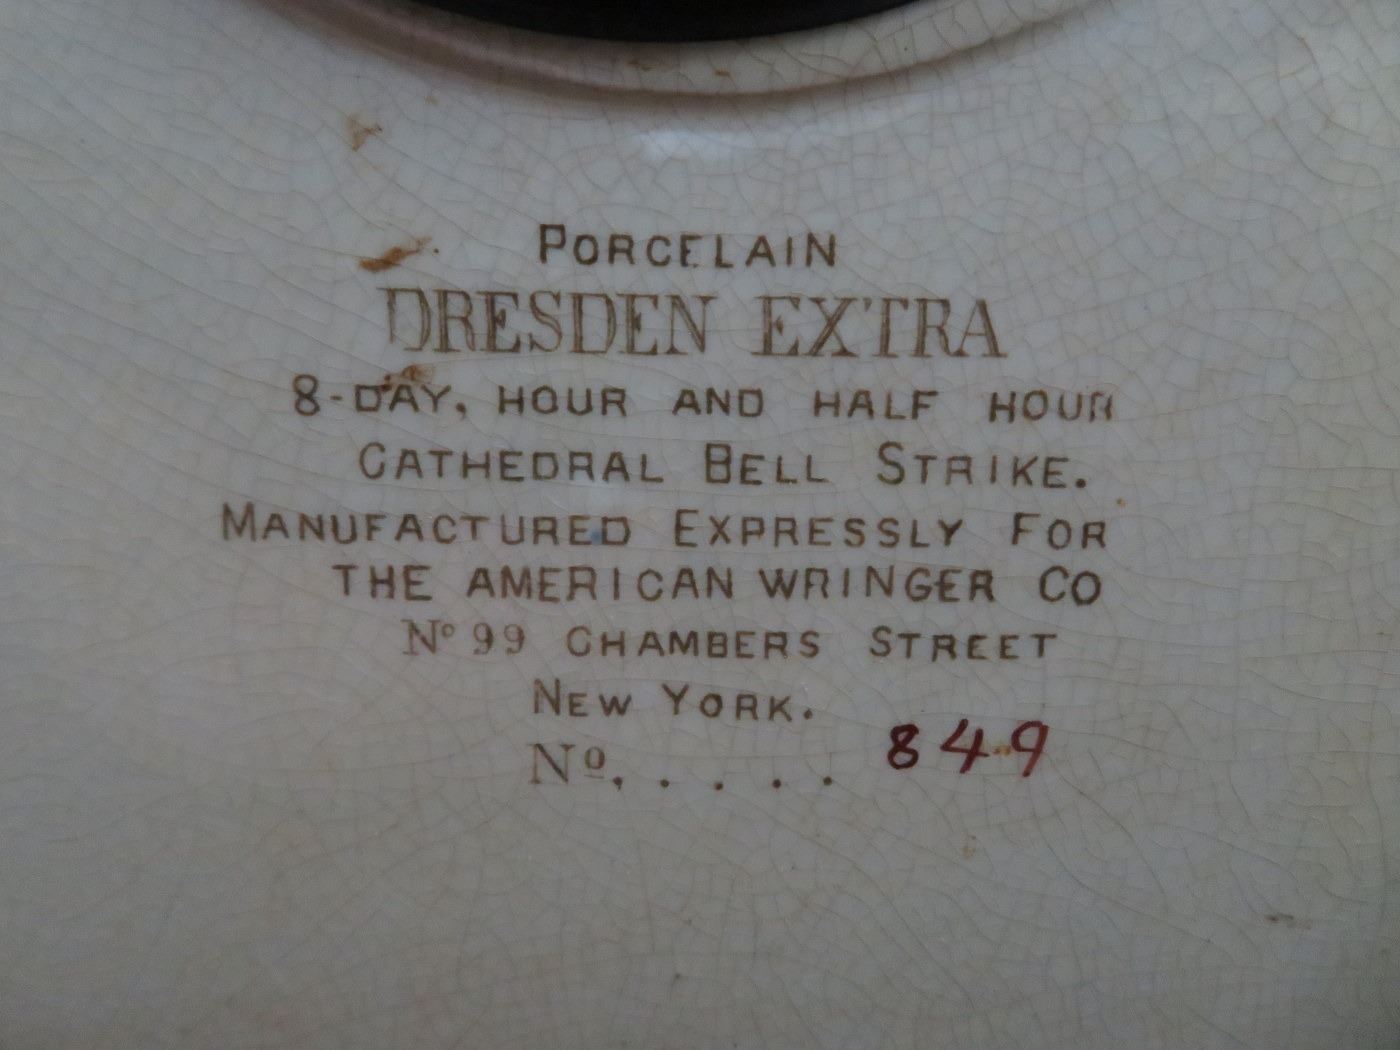 PORCELAIN
DRESDEN EXTRA
8-DAY, HOUR AND HALF HOUR
CATHEDRAL BELL STRIKE.
MANUFACTURED EXPRESSLY FOR
THE AMERICAN WRINGER CO
Nº 99 CHAMBERS STREET
NEW YORK.
Nº. . . . . 849